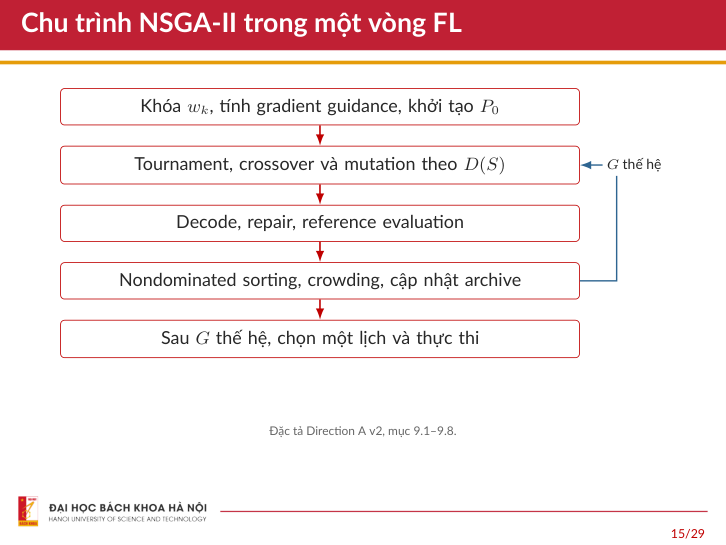 Chu trình NSGA-II trong một vòng FL
Khóa wₖ, tính gradient guidance, khởi tạo P₀
Tournament, crossover và mutation theo D(S)
G thế hệ
Decode, repair, reference evaluation
Nondominated sorting, crowding, cập nhật archive
Sau G thế hệ, chọn một lịch và thực thi
Đặc tả Direction A v2, mục 9.1–9.8.
ĐẠI HỌC BÁCH KHOA HÀ NỘI
HANOI UNIVERSITY OF SCIENCE AND TECHNOLOGY
15/29